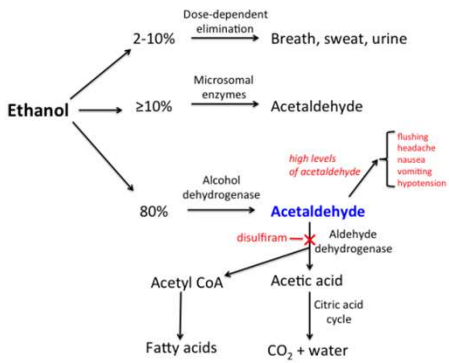 Dose-dependent
elimination
2-10%
Breath, sweat, urine
Microsomal
enzymes
Ethanol
≥10%
Acetaldehyde
flushing
headache
nausea
vomiting
hypotension
high levels
of acetaldehyde
Alcohol
dehydrogenase
80%
Acetaldehyde
disulfiram
Aldehyde
dehydrogenase
Acetyl CoA
Acetic acid
Citric acid
cycle
Fatty acids
CO₂ + water